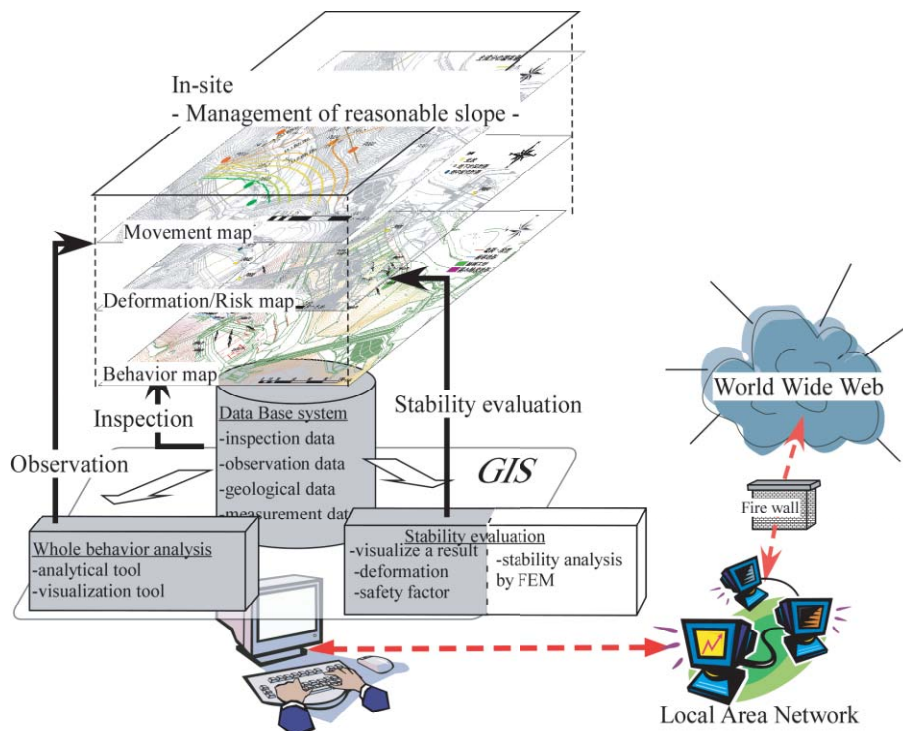 In-site
- Management of reasonable slope -
Movement map
Deformation/Risk map
Behavior map
Inspection
Observation
Data Base system
-inspection data
-observation data
-geological data
-measurement dat
Stability evaluation
GIS
Whole behavior analysis
-analytical tool
-visualization tool
Stability evaluation
-visualize a result
-deformation
-safety factor
-stability analysis
by FEM
World Wide Web
Fire wall
Local Area Network